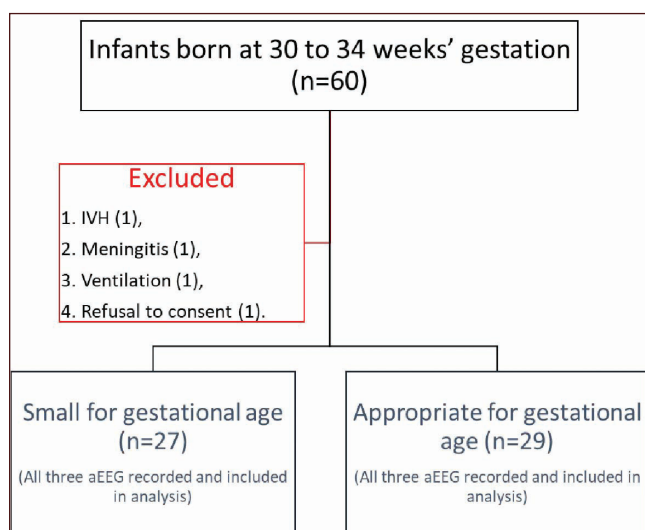 Infants born at 30 to 34 weeks’ gestation
(n=60)
Excluded
1. IVH (1),
2. Meningitis (1),
3. Ventilation (1),
4. Refusal to consent (1).
Small for gestational age
(n=27)
(All three aEEG recorded and included
in analysis)
Appropriate for gestational
age (n=29)
(All three aEEG recorded and included in
analysis)